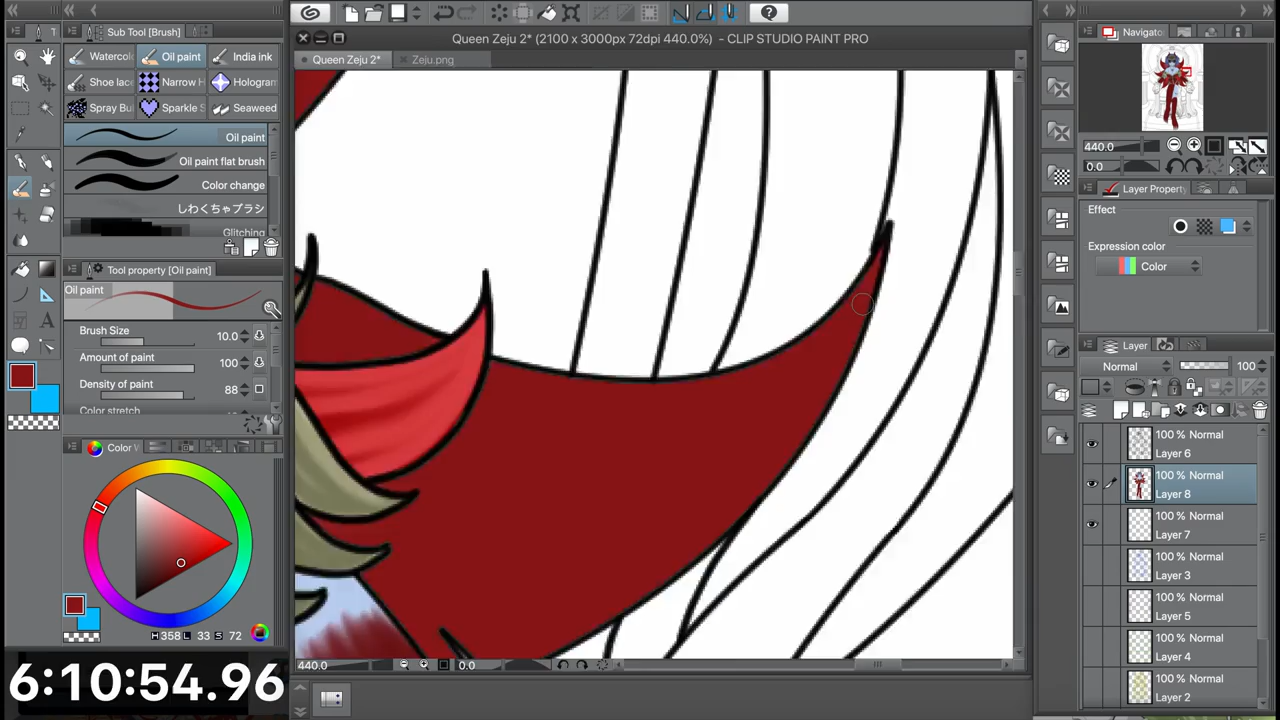 Queen Zeju 2* (2100 x 3000px 72dpi 440.0%) - CLIP STUDIO PAINT PRO
Queen Zeju 2*
Zeju.png
Sub Tool [Brush]
Watercol
Oil paint
India ink
Shoe lace
Narrow H
Hologram
Spray Bu
Sparkle S
Seaweed
Oil paint
Oil paint flat brush
Color change
しわくちゃブラシ
Glitching
Tool property [Oil paint]
Oil paint
Brush Size
10.0
Amount of paint
100
Density of paint
88
Color stretch
Color
H 358 L 33 S 72
6:10:54.96
440.0
0.0
Navigator
440.0
0.0
Layer Property
Effect
Expression color
Color
Layer
Normal
100
100 % Normal
Layer 6
100 % Normal
Layer 8
100 % Normal
Layer 7
100 % Normal
Layer 3
100 % Normal
Layer 5
100 % Normal
Layer 4
100 % Normal
Layer 2